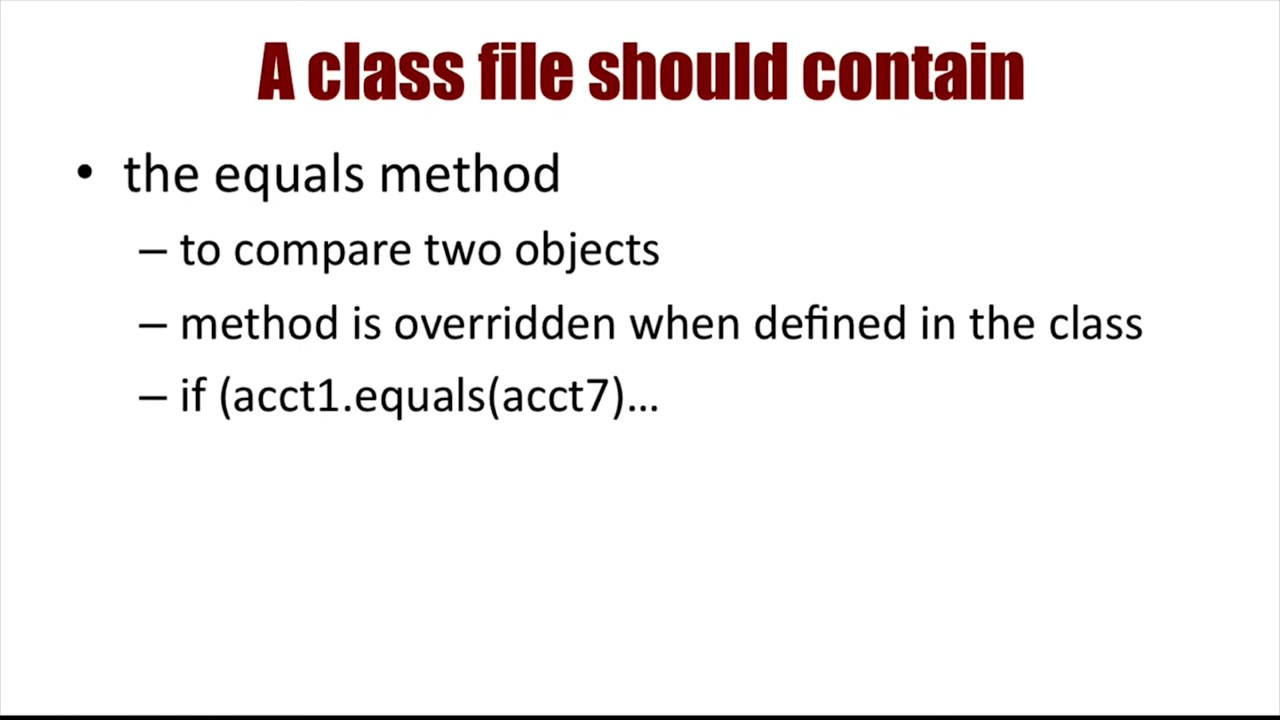 A class file should contain
• the equals method
– to compare two objects
– method is overridden when defined in the class
– if (acct1.equals(acct7)…